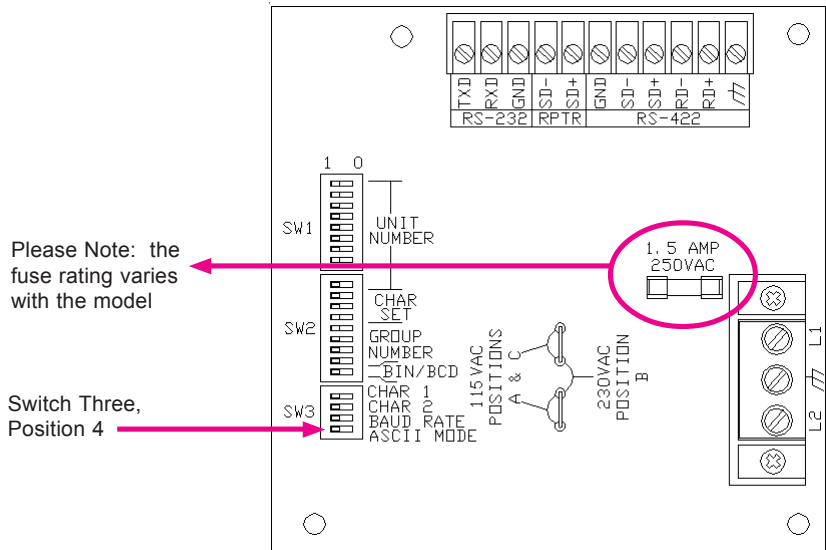 TXD RXD GND SD- SD+ GND SD- SD+ RD- RD+
RS-232 RPTR RS-422
1 0
SW1
UNIT
NUMBER
CHAR
SET
SW2
GROUP
NUMBER
BIN/BCD
SW3
CHAR 1
CHAR 2
BAUD RATE
ASCII MODE
Please Note: the
fuse rating varies
with the model
Switch Three,
Position 4
1.5 AMP
250VAC
115VAC
POSITIONS
A & C
230VAC
POSITION
B
L1
L2